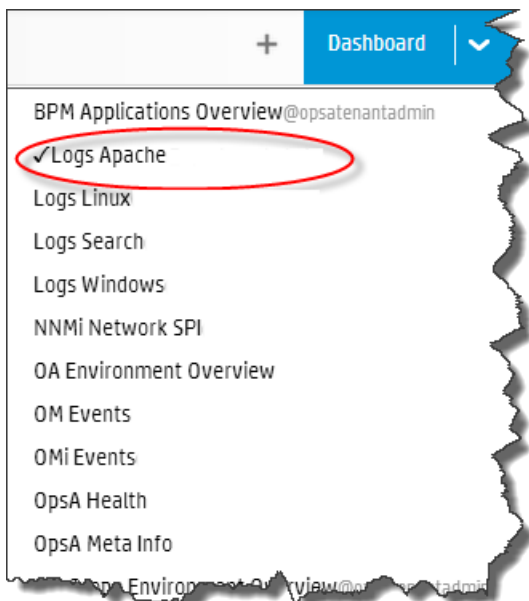 + Dashboard
BPM Applications Overview@opsatenantadmin
✓Logs Apache
Logs Linux
Logs Search
Logs Windows
NNMi Network SPI
OA Environment Overview
OM Events
OMi Events
OpsA Health
OpsA Meta Info
Environment